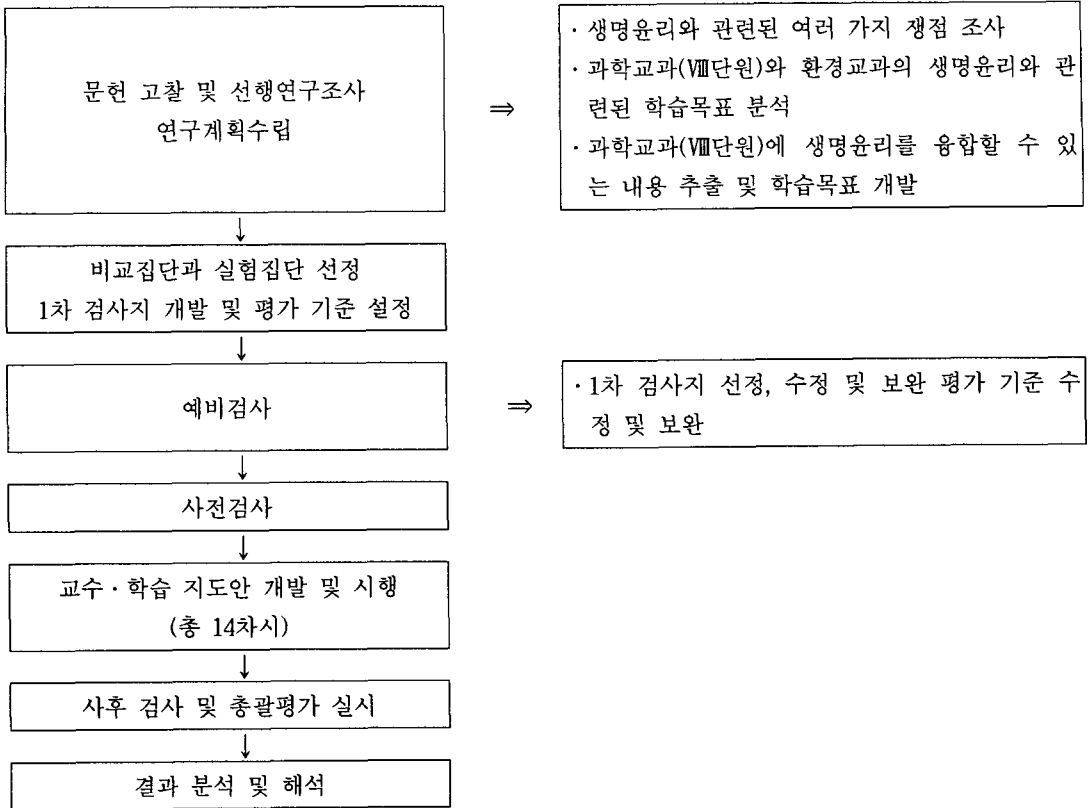 문헌 고찰 및 선행연구조사
연구계획수립
⇒
· 생명윤리와 관련된 여러 가지 쟁점 조사
· 과학교과(Ⅷ단원)와 환경교과의 생명윤리와 관
련된 학습목표 분석
· 과학교과(Ⅷ단원)에 생명윤리를 융합할 수 있
는 내용 추출 및 학습목표 개발
↓
비교집단과 실험집단 선정
1차 검사지 개발 및 평가 기준 설정
↓
예비검사
⇒
· 1차 검사지 선정, 수정 및 보완 평가 기준 수
정 및 보완
↓
사전검사
↓
교수 · 학습 지도안 개발 및 시행
(총 14차시)
↓
사후 검사 및 총괄평가 실시
↓
결과 분석 및 해석